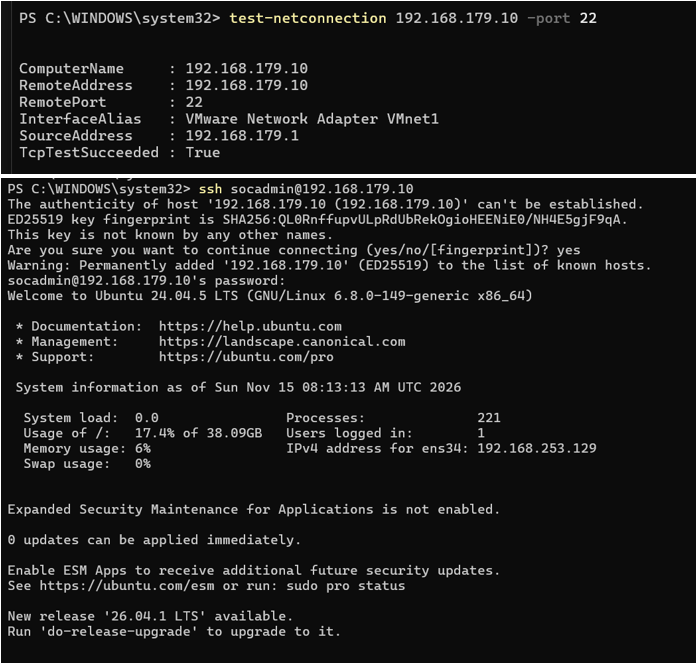 PS C:\WINDOWS\system32> test-netconnection 192.168.179.10 -port 22
ComputerName     : 192.168.179.10
RemoteAddress    : 192.168.179.10
RemotePort       : 22
InterfaceAlias   : VMware Network Adapter VMnet1
SourceAddress    : 192.168.179.1
TcpTestSucceeded : True
PS C:\WINDOWS\system32> ssh socadmin@192.168.179.10
The authenticity of host '192.168.179.10 (192.168.179.10)' can't be established.
ED25519 key fingerprint is SHA256:QL0RnffupvULpRdUbRekOgioHEENiE0/NH4E5gjF9qA.
This key is not known by any other names.
Are you sure you want to continue connecting (yes/no/[fingerprint])? yes
Warning: Permanently added '192.168.179.10' (ED25519) to the list of known hosts.
socadmin@192.168.179.10's password:
Welcome to Ubuntu 24.04.5 LTS (GNU/Linux 6.8.0-149-generic x86_64)
 * Documentation:  https://help.ubuntu.com
 * Management:     https://landscape.canonical.com
 * Support:        https://ubuntu.com/pro
 System information as of Sun Nov 15 08:13:13 AM UTC 2026
  System load:  0.0                Processes:              221
  Usage of /:   17.4% of 38.09GB   Users logged in:        1
  Memory usage: 6%                 IPv4 address for ens34: 192.168.253.129
  Swap usage:   0%
Expanded Security Maintenance for Applications is not enabled.
0 updates can be applied immediately.
Enable ESM Apps to receive additional future security updates.
See https://ubuntu.com/esm or run: sudo pro status
New release '26.04.1 LTS' available.
Run 'do-release-upgrade' to upgrade to it.